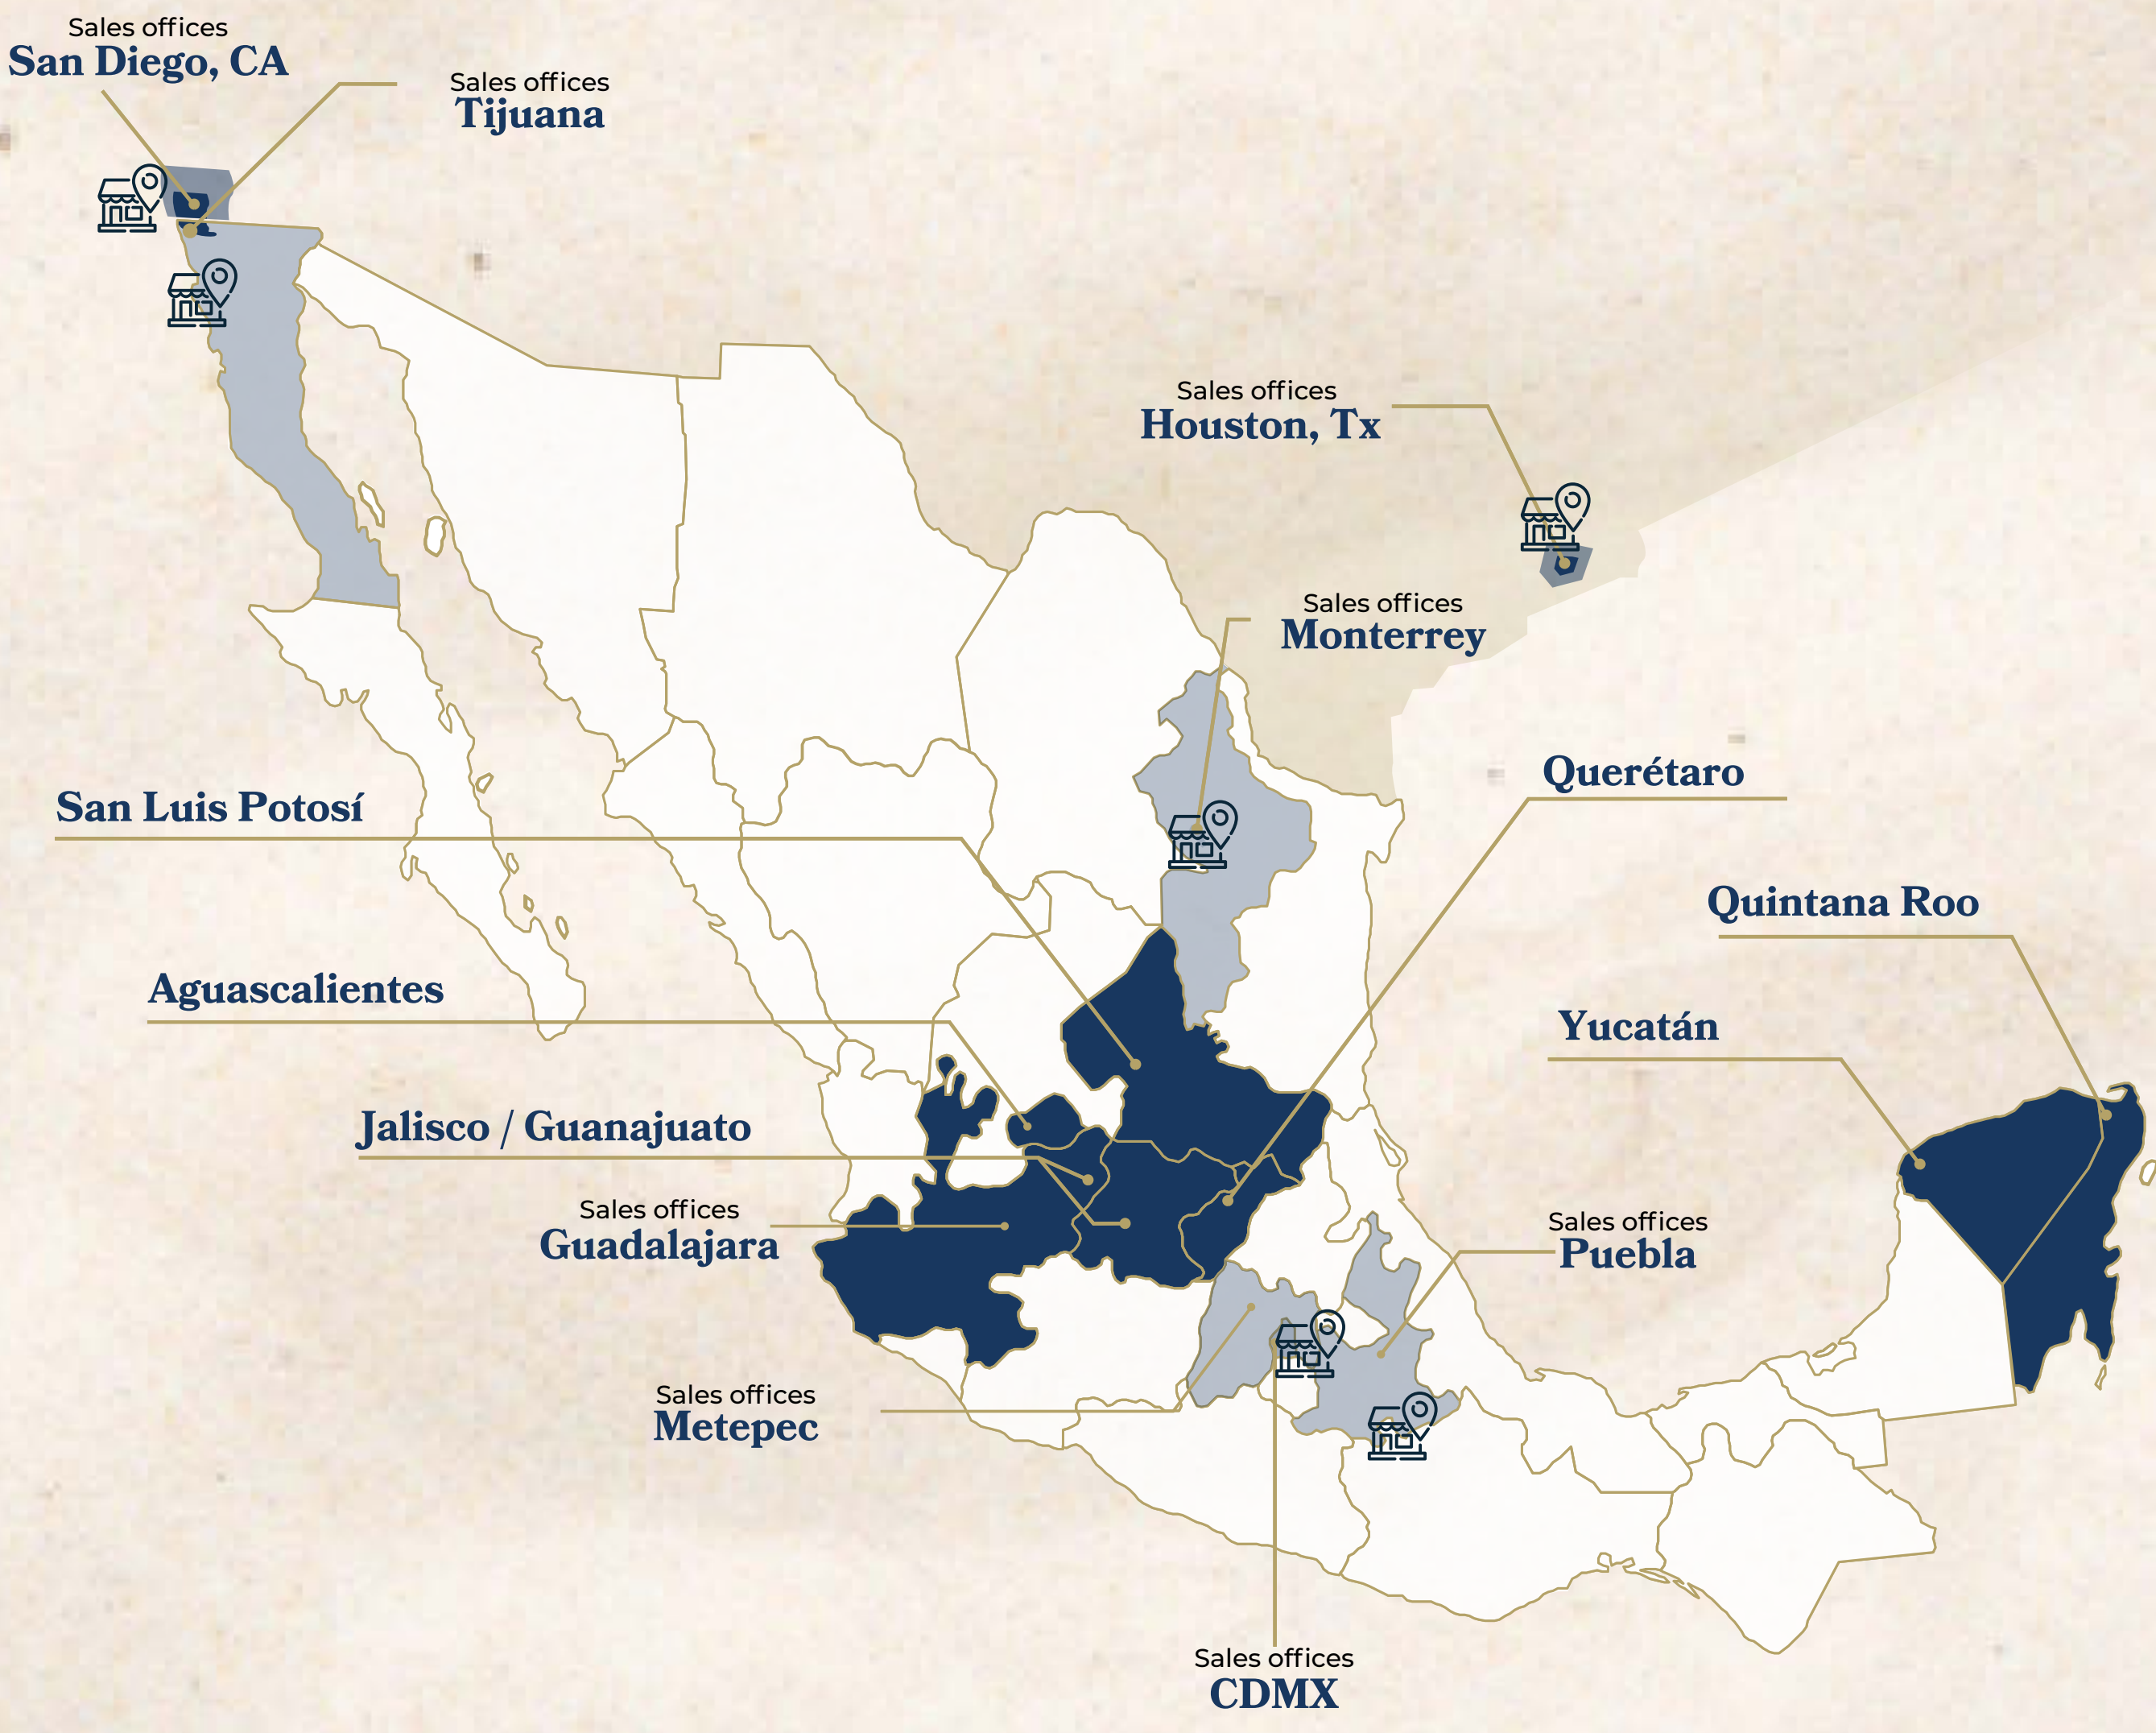 Sales offices
San Diego, CA
Sales offices
Tijuana
Sales offices
Houston, Tx
Sales offices
Monterrey
Querétaro
San Luis Potosí
Quintana Roo
Aguascalientes
Yucatán
Jalisco / Guanajuato
Sales offices
Guadalajara
Sales offices
Puebla
Sales offices
Metepec
Sales offices
CDMX